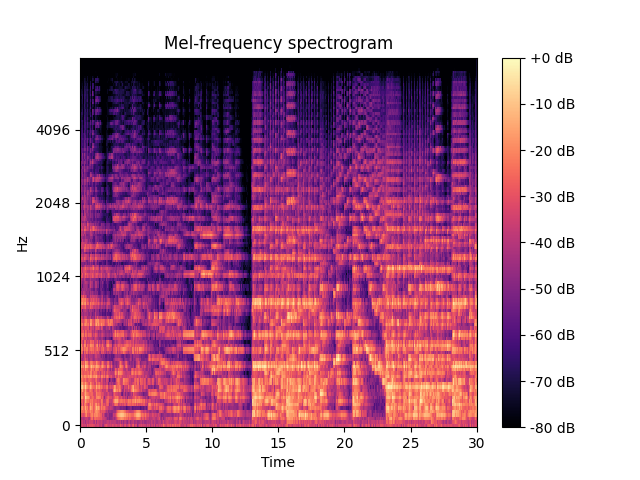 Mel-frequency spectrogram
Hz
4096
2048
1024
512
0
0 5 10 15 20 25 30
Time
+0 dB
-10 dB
-20 dB
-30 dB
-40 dB
-50 dB
-60 dB
-70 dB
-80 dB